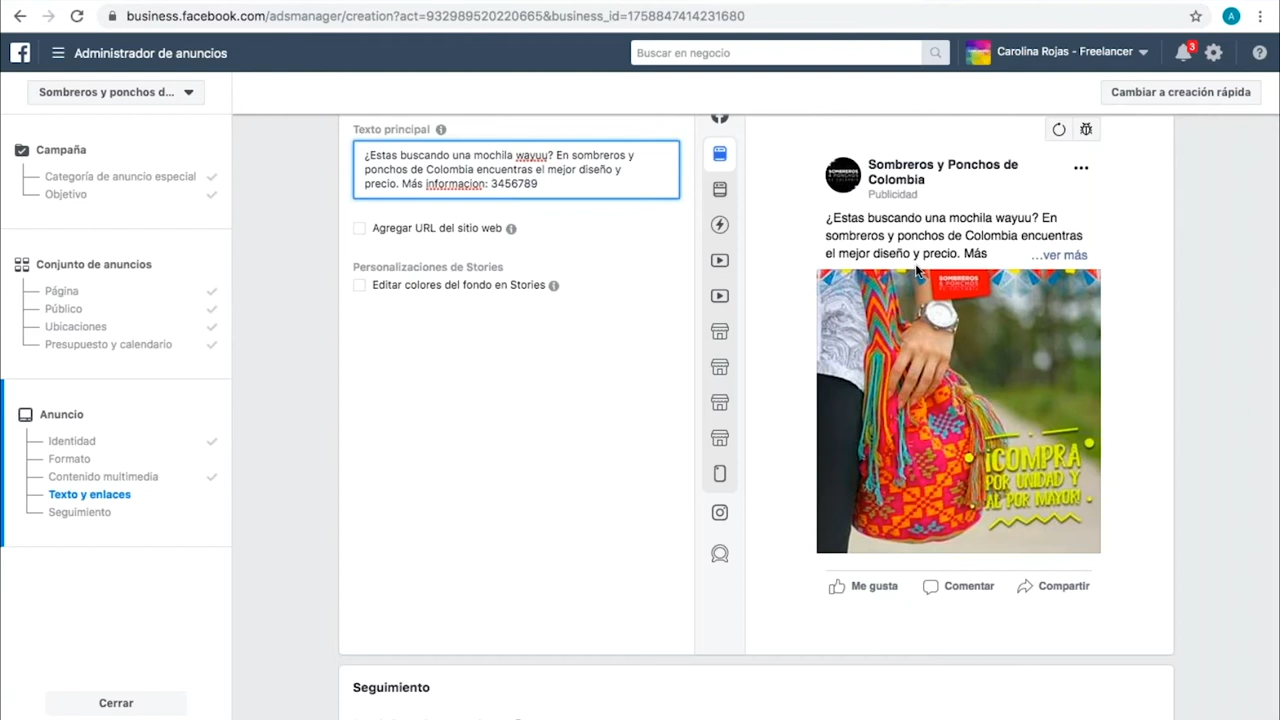 business.facebook.com/adsmanager/creation?act=932989520220665&business_id=1758847414231680
A
Administrador de anuncios
Buscar en negocio
Carolina Rojas - Freelancer
3
Sombreros y ponchos d...
Cambiar a creación rápida
Campaña
Categoría de anuncio especial
Objetivo
Conjunto de anuncios
Página
Público
Ubicaciones
Presupuesto y calendario
Anuncio
Identidad
Formato
Contenido multimedia
Texto y enlaces
Seguimiento
Cerrar
Texto principal
¿Estas buscando una mochila wayuu? En sombreros y
ponchos de Colombia encuentras el mejor diseño y
precio. Más informacion: 3456789
Agregar URL del sitio web
Personalizaciones de Stories
Editar colores del fondo en Stories
Sombreros y Ponchos de
Colombia
Publicidad
¿Estas buscando una mochila wayuu? En
sombreros y ponchos de Colombia encuentras
el mejor diseño y precio. Más ...ver más
SOMBREROS
& PONCHOS
¡COMPRA
POR UNIDAD Y
AL POR MAYOR!
Me gusta Comentar Compartir
Seguimiento